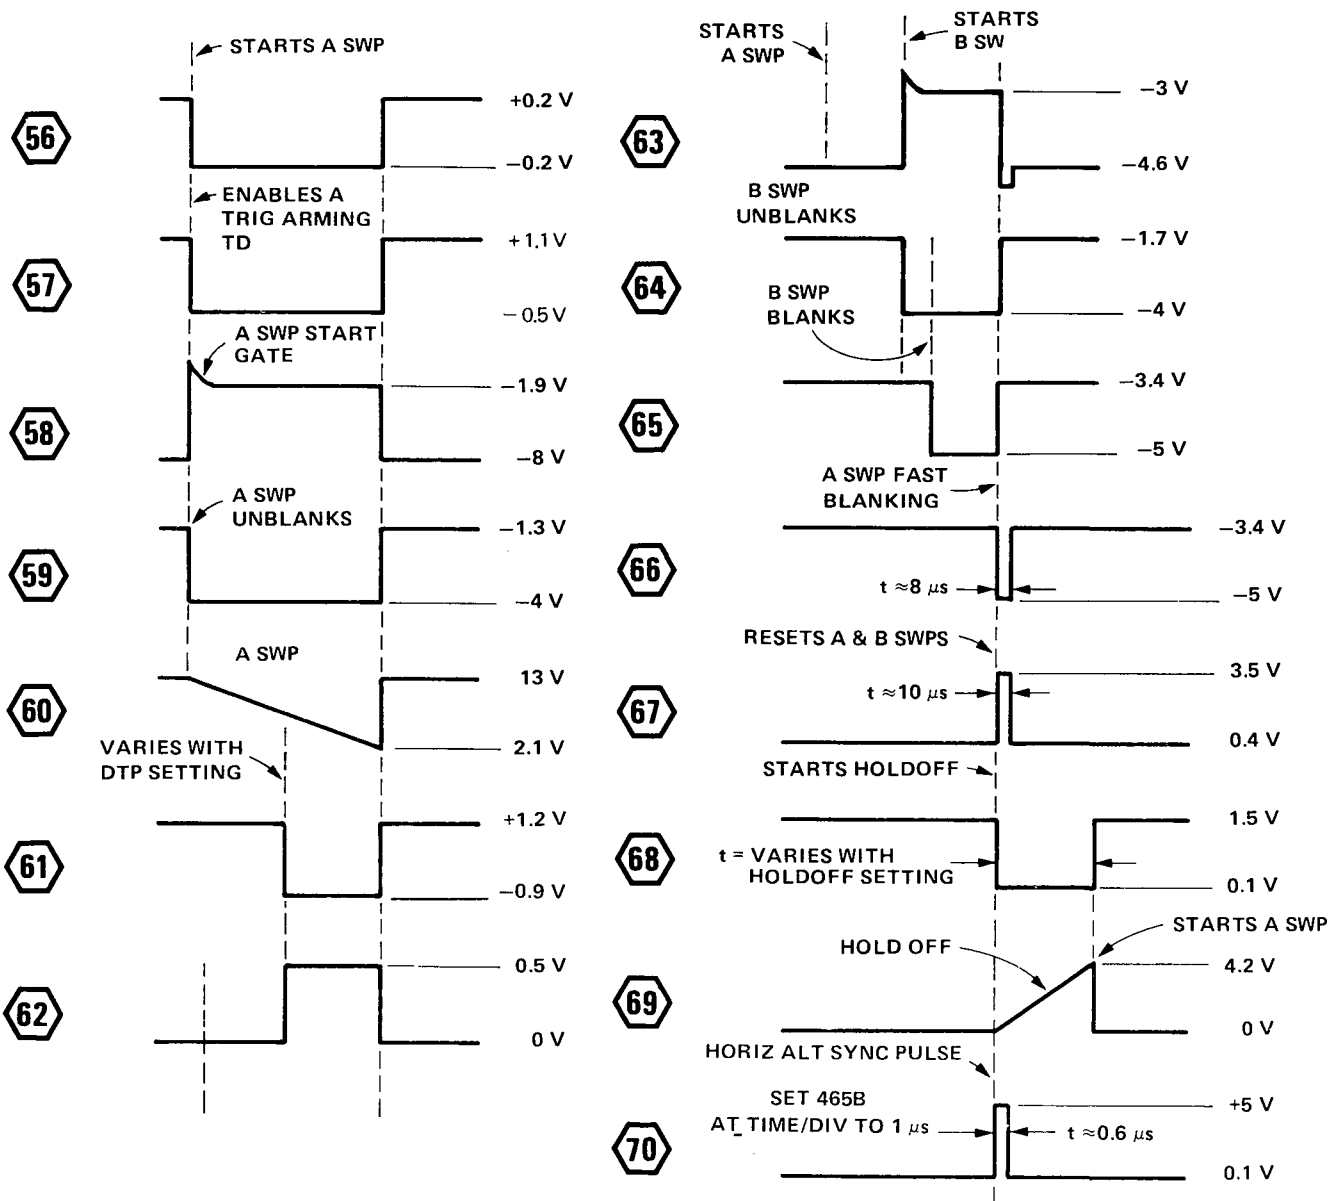 STARTS A SWP
56
+0.2 V
−0.2 V
ENABLES A
TRIG ARMING
TD
57
+1.1 V
−0.5 V
A SWP START
GATE
58
−1.9 V
−8 V
A SWP
UNBLANKS
59
−1.3 V
−4 V
A SWP
60
13 V
2.1 V
VARIES WITH
DTP SETTING
61
+1.2 V
−0.9 V
62
0.5 V
0 V
STARTS
A SWP
STARTS
B SW
63
−3 V
−4.6 V
B SWP
UNBLANKS
64
−1.7 V
−4 V
B SWP
BLANKS
65
−3.4 V
−5 V
A SWP FAST
BLANKING
66
−3.4 V
t ≈8 μs
−5 V
RESETS A & B SWPS
67
3.5 V
t ≈10 μs
0.4 V
STARTS HOLDOFF
68
1.5 V
t = VARIES WITH
HOLDOFF SETTING
0.1 V
STARTS A SWP
HOLD OFF
69
4.2 V
0 V
HORIZ ALT SYNC PULSE
70
SET 465B
AT TIME/DIV TO 1 μs
t ≈0.6 μs
+5 V
0.1 V